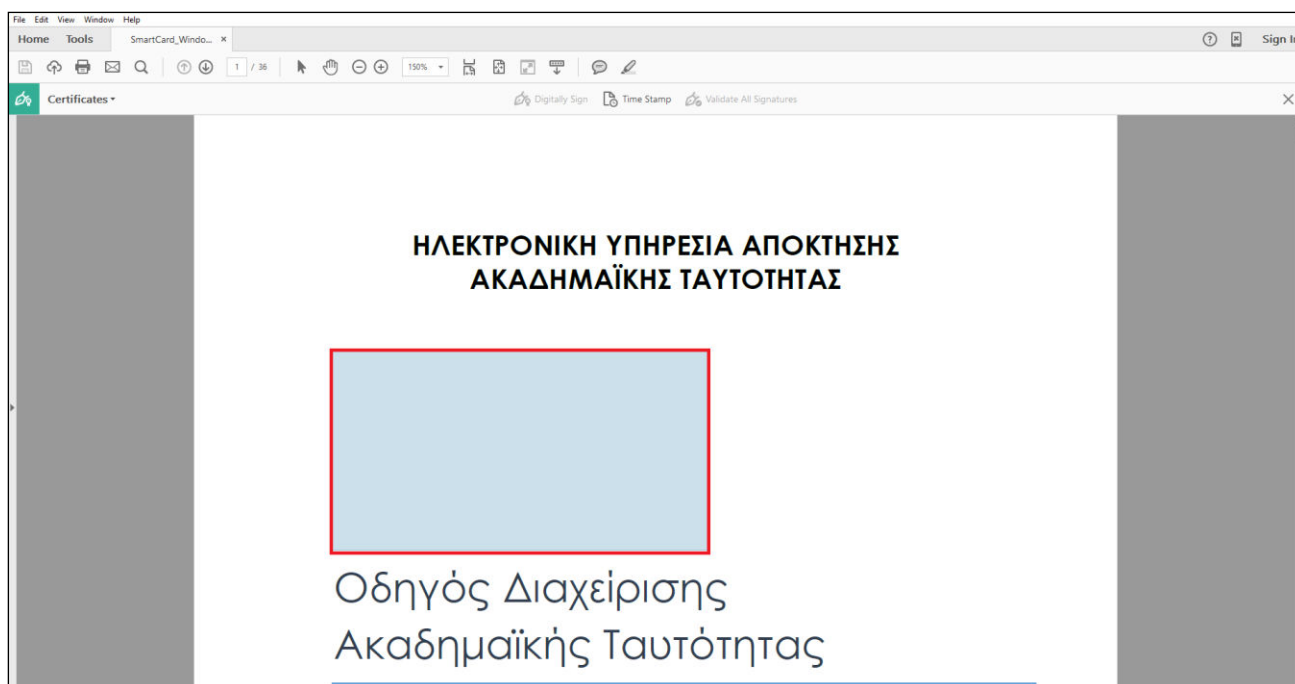 File Edit View Window Help
Home Tools SmartCard_Windo... × Sign In
1 / 36 150%
Certificates Digitally Sign Time Stamp Validate All Signatures
ΗΛΕΚΤΡΟΝΙΚΗ ΥΠΗΡΕΣΙΑ ΑΠΟΚΤΗΣΗΣ
ΑΚΑΔΗΜΑΪΚΗΣ ΤΑΥΤΟΤΗΤΑΣ
Οδηγός Διαχείρισης
Ακαδημαϊκής Ταυτότητας